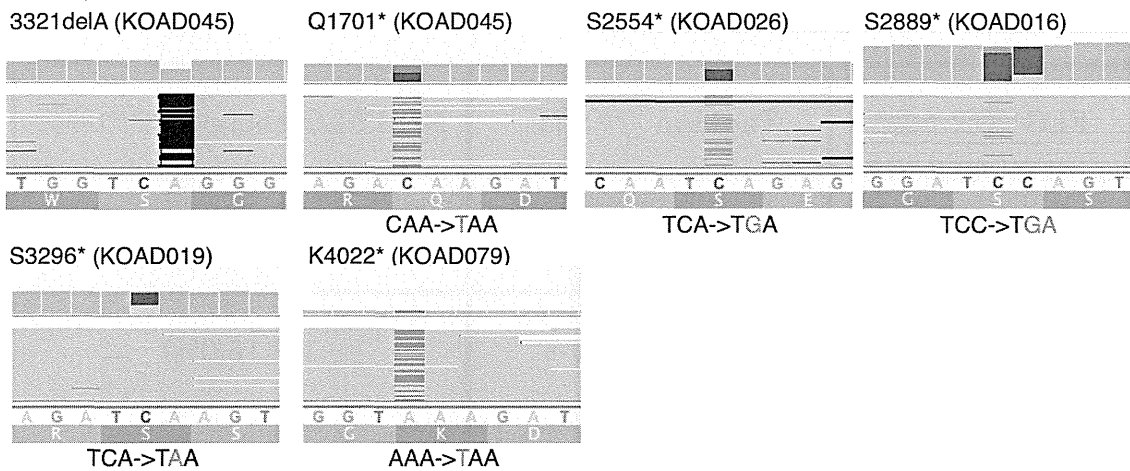 3321delA (KOAD045)
T G G T C A G G G
W S G
Q1701* (KOAD045)
A G A C A A G A T
R Q D
CAA->TAA
S2554* (KOAD026)
C A A T C A G A G
Q S E
TCA->TGA
S2889* (KOAD016)
G G A T C C A G T
G S S
TCC->TGA
S3296* (KOAD019)
A G A T C A A G T
R S S
TCA->TAA
K4022* (KOAD079)
G G T A A A G A T
G K D
AAA->TAA